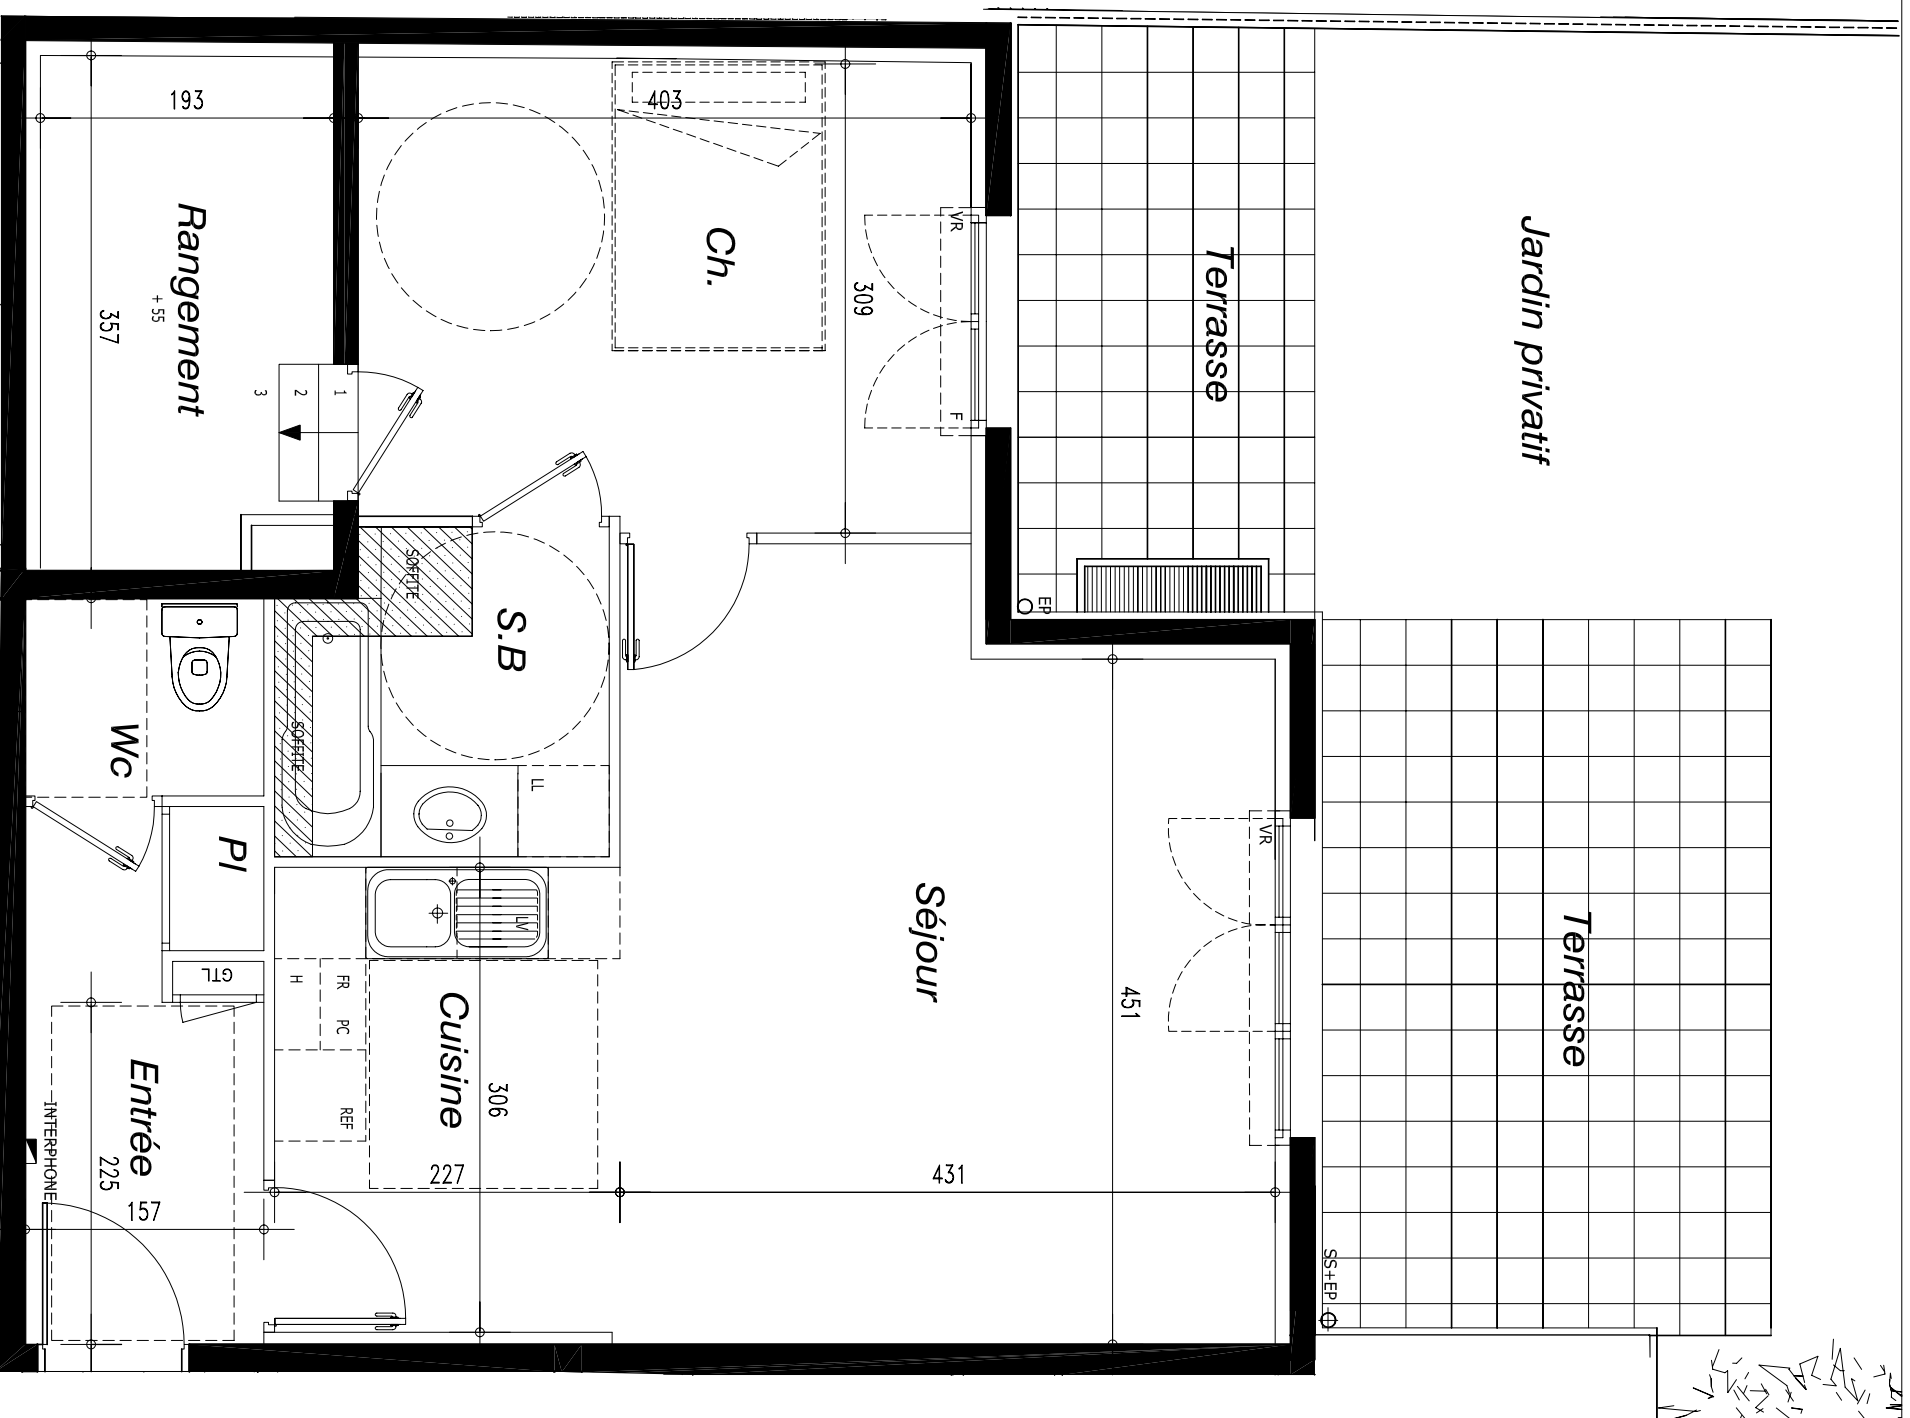 193
403
Rangement
+55
357
Ch.
309
VR
F
Terrasse
Jardin privatif
1
2
3
SOFFITE
S.B
EP
Wc
SOFFITE
LL
Pl
VR
LV
Séjour
Terrasse
GTL
H
FR
PC
Cuisine
451
REF
306
Entrée
INTERPHONE
225
157
227
431
SS+EP